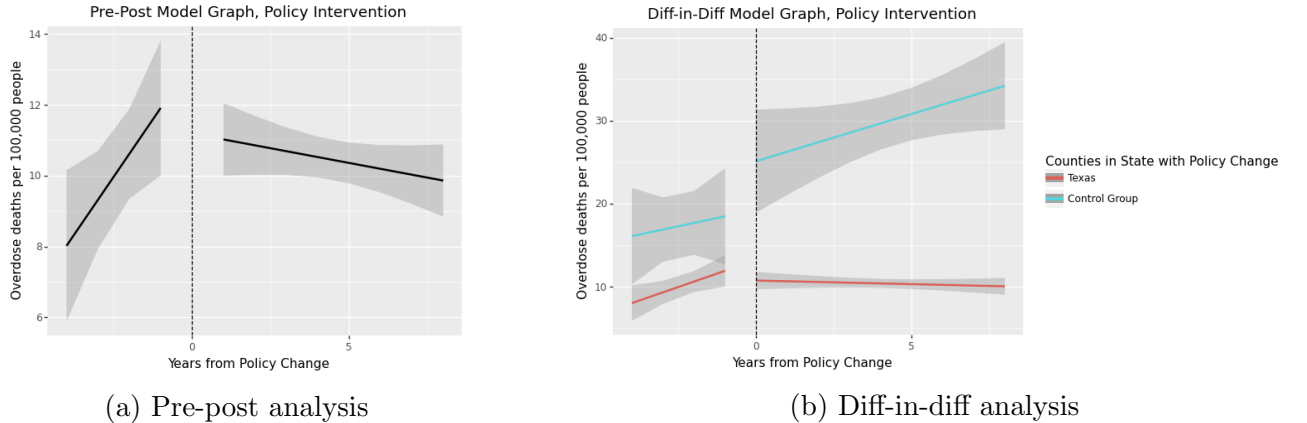 Pre-Post Model Graph, Policy Intervention
14
12
10
8
6
Overdose deaths per 100,000 people
0
5
Years from Policy Change
(a) Pre-post analysis
Diff-in-Diff Model Graph, Policy Intervention
40
30
20
10
Overdose deaths per 100,000 people
0
5
Years from Policy Change
Counties in State with Policy Change
Texas
Control Group
(b) Diff-in-diff analysis